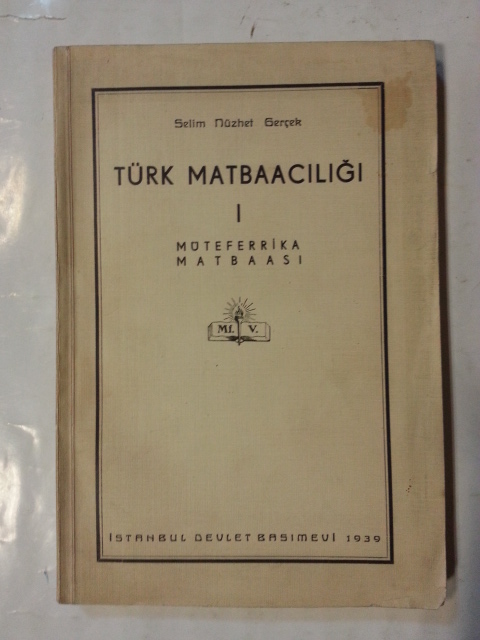 Selim Nüzhet Gerçek
TÜRK MATBAACILIĞI
I
MÜTEFERRİKA
MATBAASI
Mf. V.
İSTANBUL DEVLET BASIMEVİ 1939